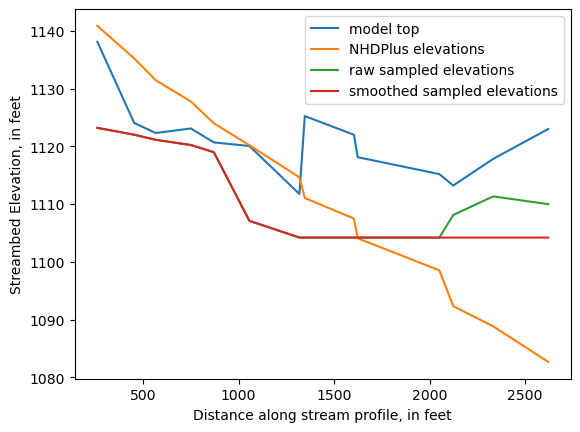 model top
NHDPlus elevations
raw sampled elevations
smoothed sampled elevations
Streambed Elevation, in feet
1140
1130
1120
1110
1100
1090
1080
500
1000
1500
2000
2500
Distance along stream profile, in feet